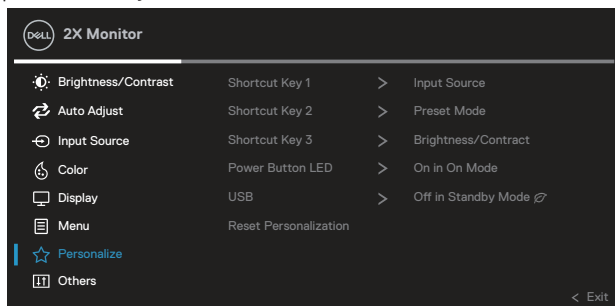 DELL 2X Monitor
Brightness/Contrast Shortcut Key 1 > Input Source
Auto Adjust Shortcut Key 2 > Preset Mode
Input Source Shortcut Key 3 > Brightness/Contract
Color Power Button LED > On in On Mode
Display USB > Off in Standby Mode
Menu Reset Personalization
Personalize
Others
< Exit